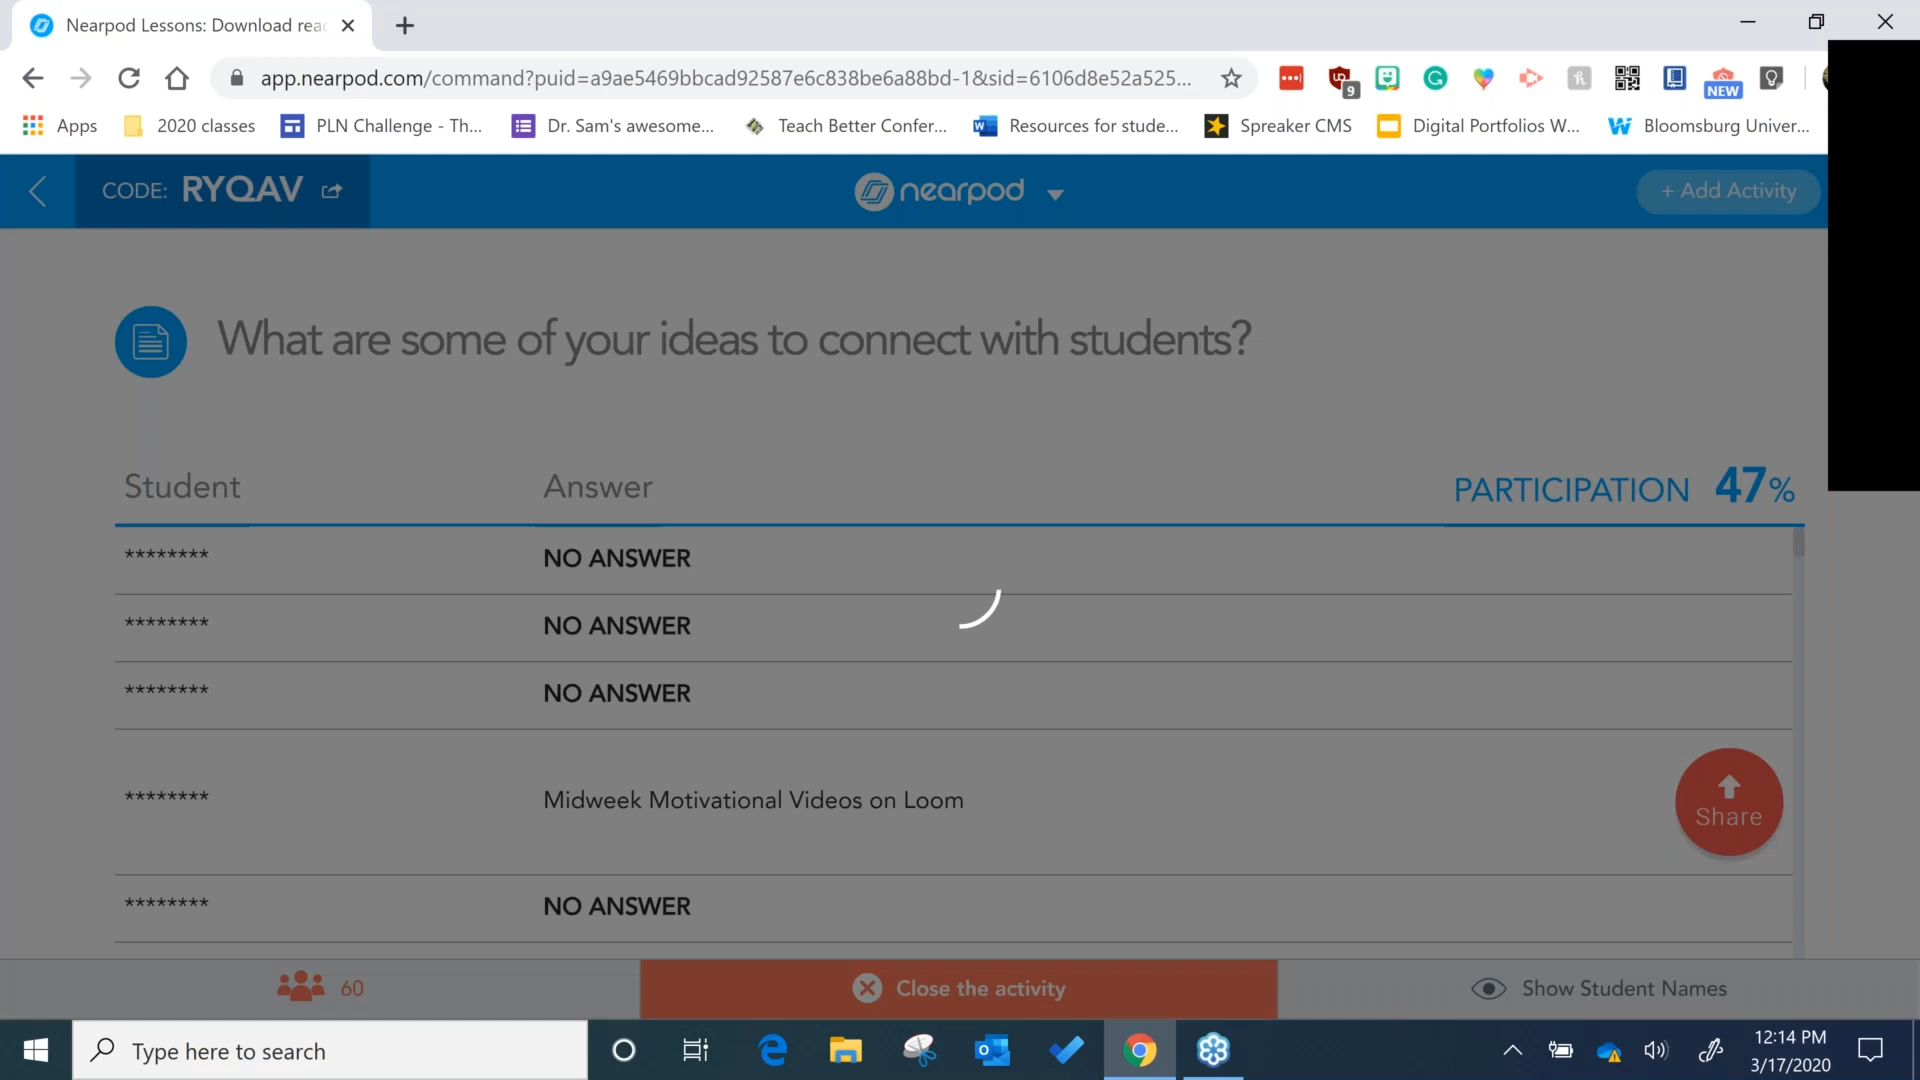 Nearpod Lessons: Download reac
app.nearpod.com/command?puid=a9ae5469bbcad92587e6c838be6a88bd-1&sid=6106d8e52a525...
9
NEW
Apps
2020 classes
PLN Challenge - Th...
Dr. Sam's awesome...
Teach Better Confer...
Resources for stude...
Spreaker CMS
Digital Portfolios W...
Bloomsburg Univer...
CODE: RYQAV
nearpod
+ Add Activity
What are some of your ideas to connect with students?
Student Answer PARTICIPATION 47%
******** NO ANSWER
******** NO ANSWER
******** NO ANSWER
******** Midweek Motivational Videos on Loom
Share
******** NO ANSWER
60
Close the activity
Show Student Names
Type here to search
12:14 PM
3/17/2020